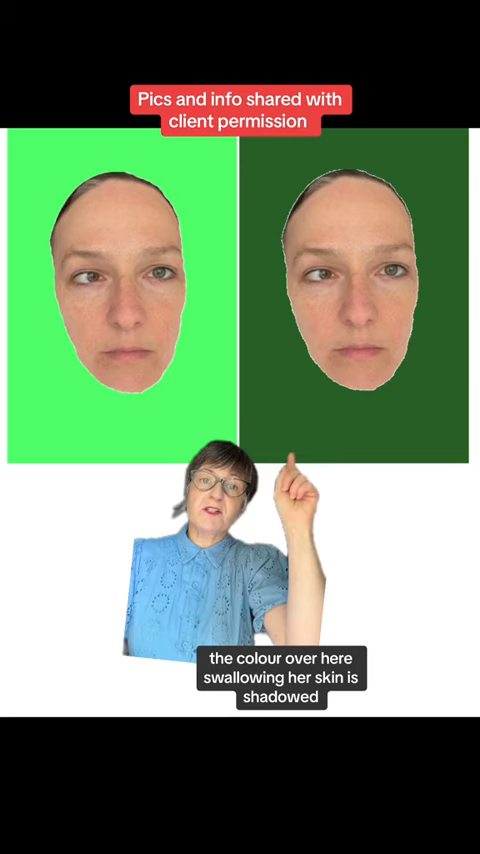 Pics and info shared with
client permission
the colour over here
swallowing her skin is
shadowed